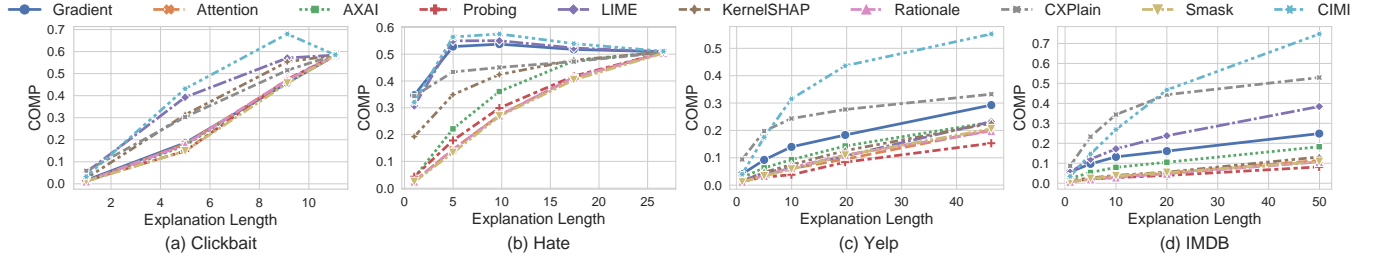 Gradient Attention AXAI Probing LIME KernelSHAP Rationale CXPlain Smask CIMI
0.7
0.6
0.5
0.4
0.3
0.2
0.1
0.0
COMP
2 4 6 8 10
Explanation Length
(a) Clickbait
0.6
0.5
0.4
0.3
0.2
0.1
0.0
COMP
0 5 10 15 20 25
Explanation Length
(b) Hate
0.5
0.4
0.3
0.2
0.1
0.0
COMP
0 10 20 30 40
Explanation Length
(c) Yelp
0.7
0.6
0.5
0.4
0.3
0.2
0.1
0.0
COMP
0 10 20 30 40 50
Explanation Length
(d) IMDB